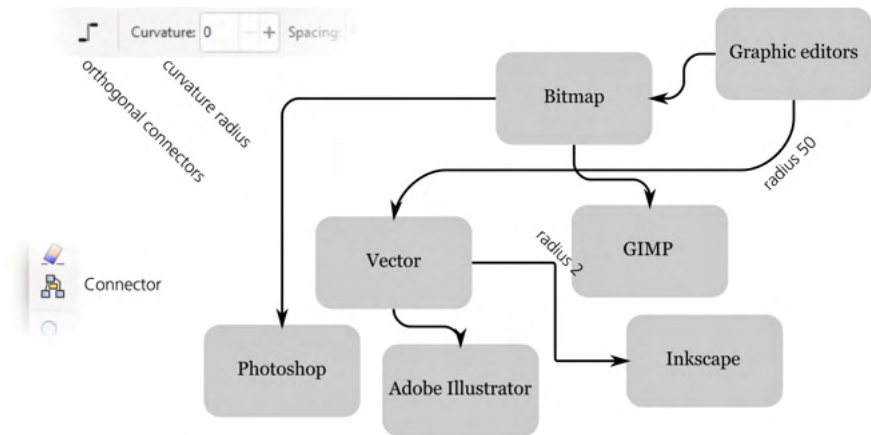 Curvature: 0 Spacing:
orthogonal connectors
curvature radius
Graphic editors
Bitmap
radius 50
Vector
radius 2
GIMP
Connector
Photoshop
Adobe Illustrator
Inkscape